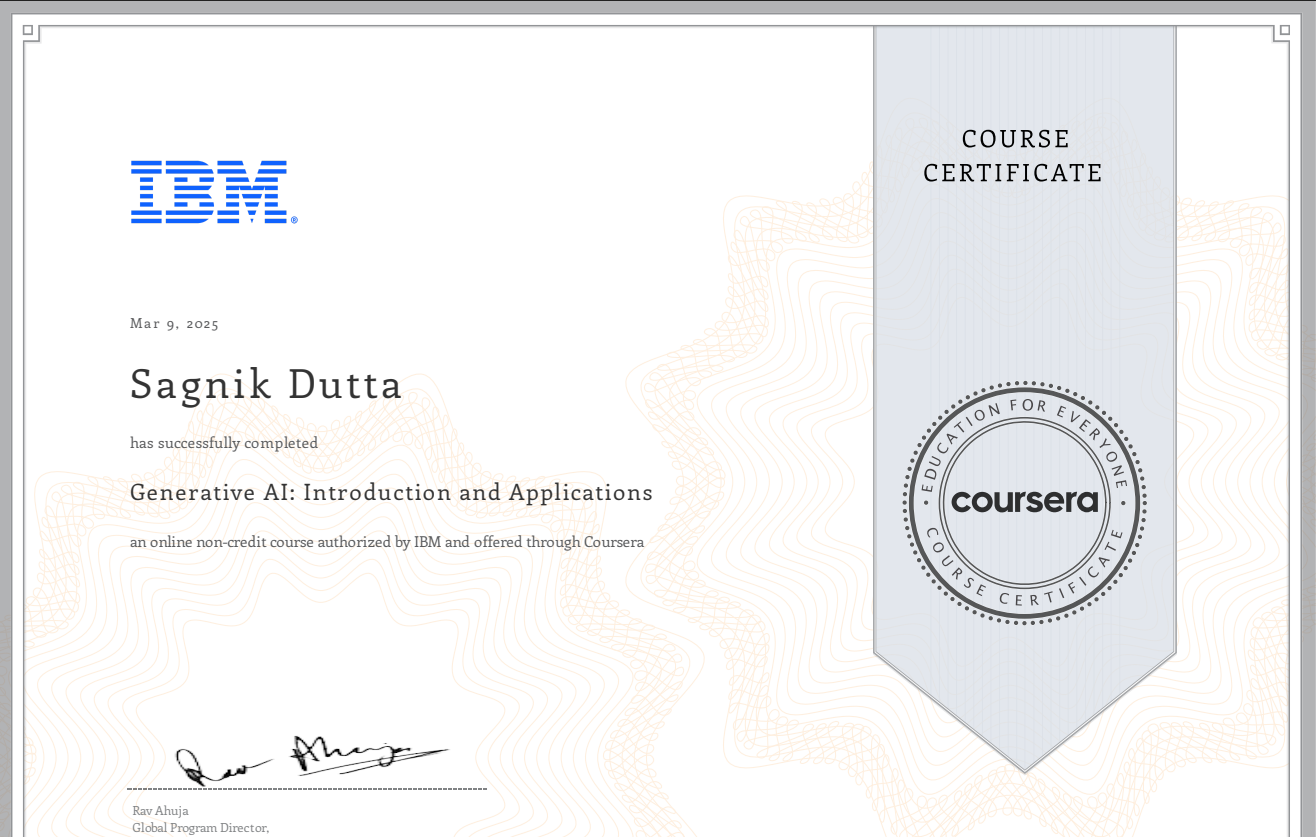 COURSE
CERTIFICATE
IBM®
Mar 9, 2025
Sagnik Dutta
has successfully completed
Generative AI: Introduction and Applications
an online non-credit course authorized by IBM and offered through Coursera
EDUCATION FOR EVERYONE
coursera
COURSE CERTIFICATE
Rav Ahuja
Rav Ahuja
Global Program Director,